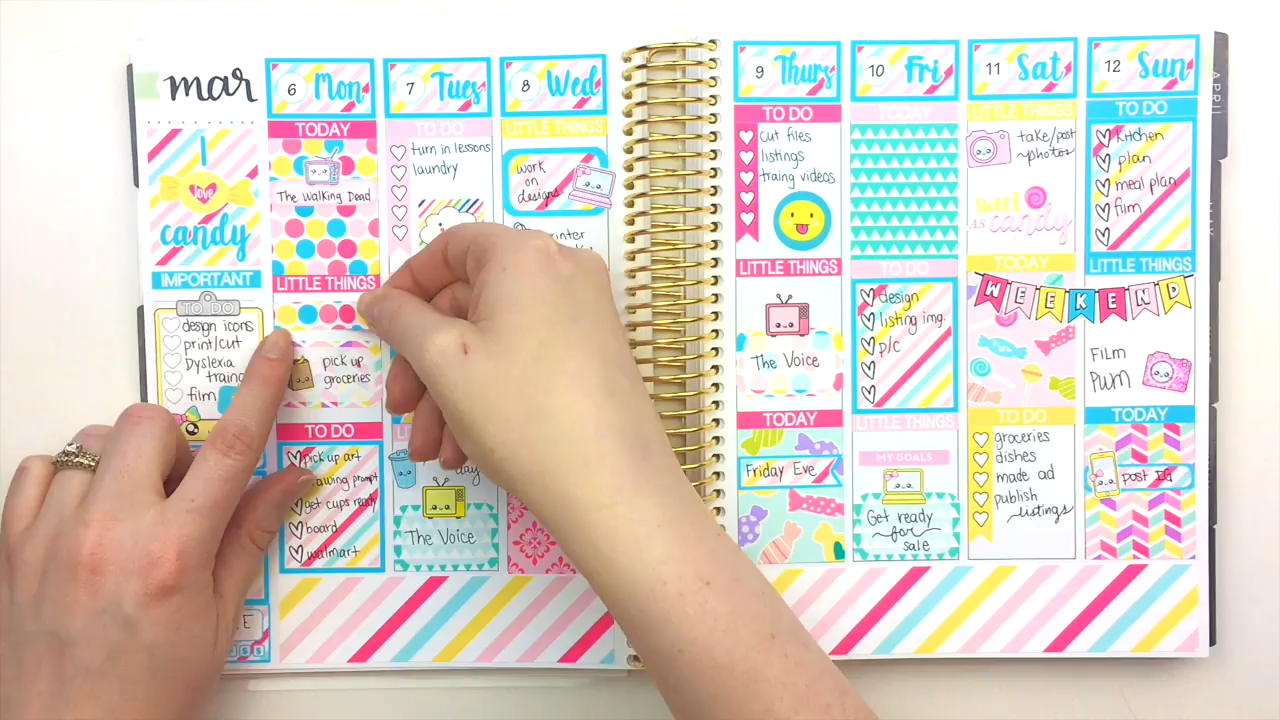 mar
I
love
candy
IMPORTANT
TO DO
design icons
print/cut
Dyslexia
film
6 Mon
TODAY
The Walking Dead
LITTLE THINGS
pick up
groceries
TO DO
pick up art
get cups ready
board
walmart
7 Tues
TO DO
turn in lessons
laundry
day
The Voice
8 Wed
LITTLE THINGS
work
on
designs
9 Thurs
TO DO
cut files
listings
traing videos
LITTLE THINGS
The Voice
TODAY
Friday Eve
10 Fri
TODAY
TO DO
design
listing img.
p/c
LITTLE THINGS
MY GOALS
Get ready
for
sale
11 Sat
LITTLE THINGS
take/post
photos
sweet
as candy
TODAY
WEEKEND
TO DO
groceries
dishes
made ad
publish
listings
12 Sun
TO DO
kitchen
plan
meal plan
film
LITTLE THINGS
Film
PWM
TODAY
post IG
APRIL
MAY